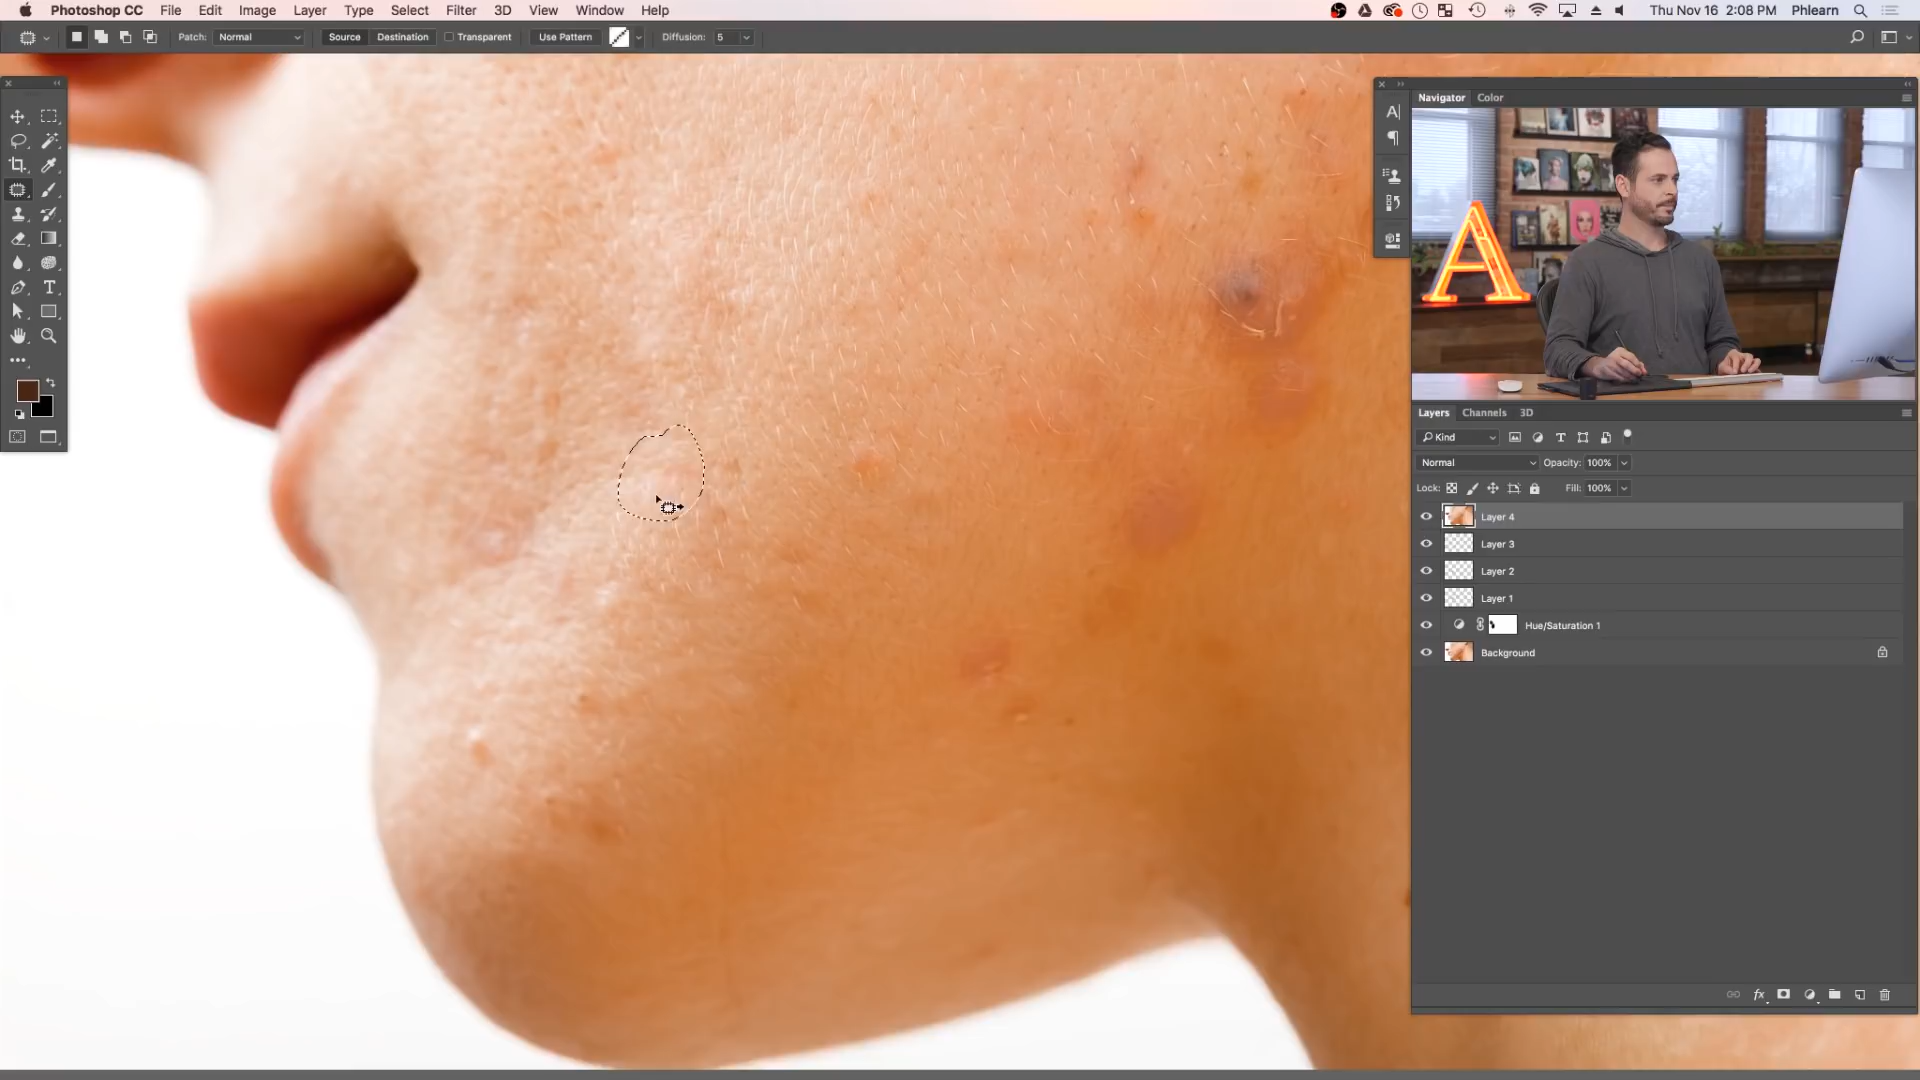 Photoshop CC File Edit Image Layer Type Select Filter 3D View Window Help Thu Nov 16 2:08 PM Phlearn
Patch: Normal Source Destination Transparent Use Pattern Diffusion: 5
Navigator Color
A
Layers Channels 3D
Kind
Normal Opacity: 100%
Lock: Fill: 100%
Layer 4
Layer 3
Layer 2
Layer 1
Hue/Saturation 1
Background
fx